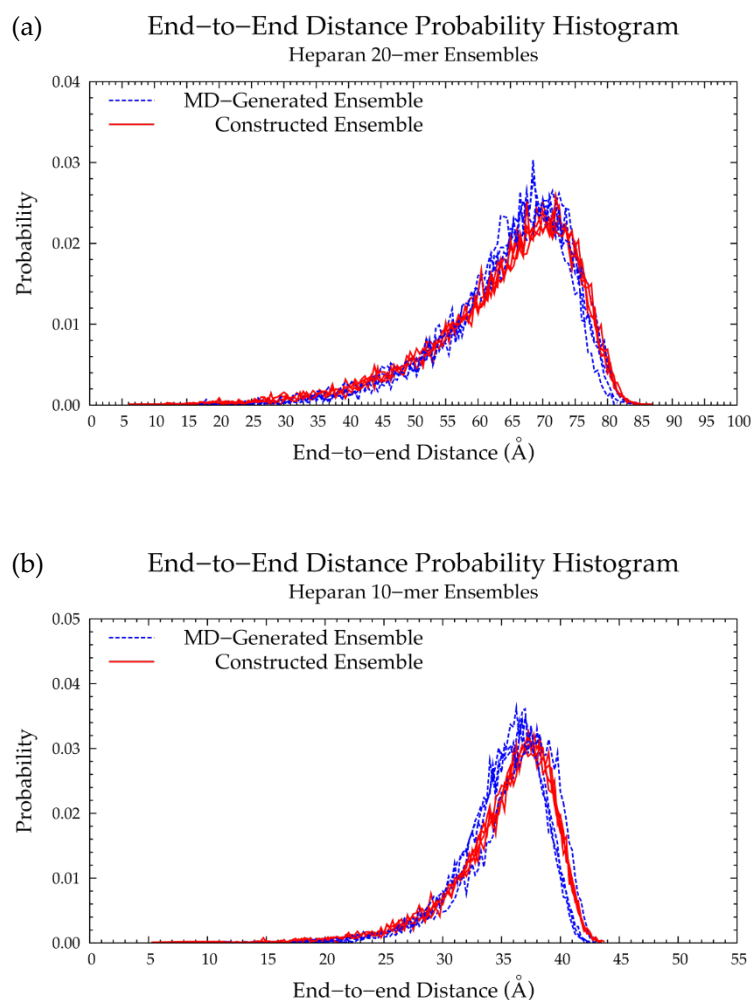 (a)
End−to−End Distance Probability Histogram
Heparan 20−mer Ensembles
MD−Generated Ensemble
Constructed Ensemble
Probability
0.04
0.03
0.02
0.01
0.00
0 5 10 15 20 25 30 35 40 45 50 55 60 65 70 75 80 85 90 95 100
End−to−end Distance (Å)
(b)
End−to−End Distance Probability Histogram
Heparan 10−mer Ensembles
MD−Generated Ensemble
Constructed Ensemble
Probability
0.05
0.04
0.03
0.02
0.01
0.00
0 5 10 15 20 25 30 35 40 45 50 55
End−to−end Distance (Å)